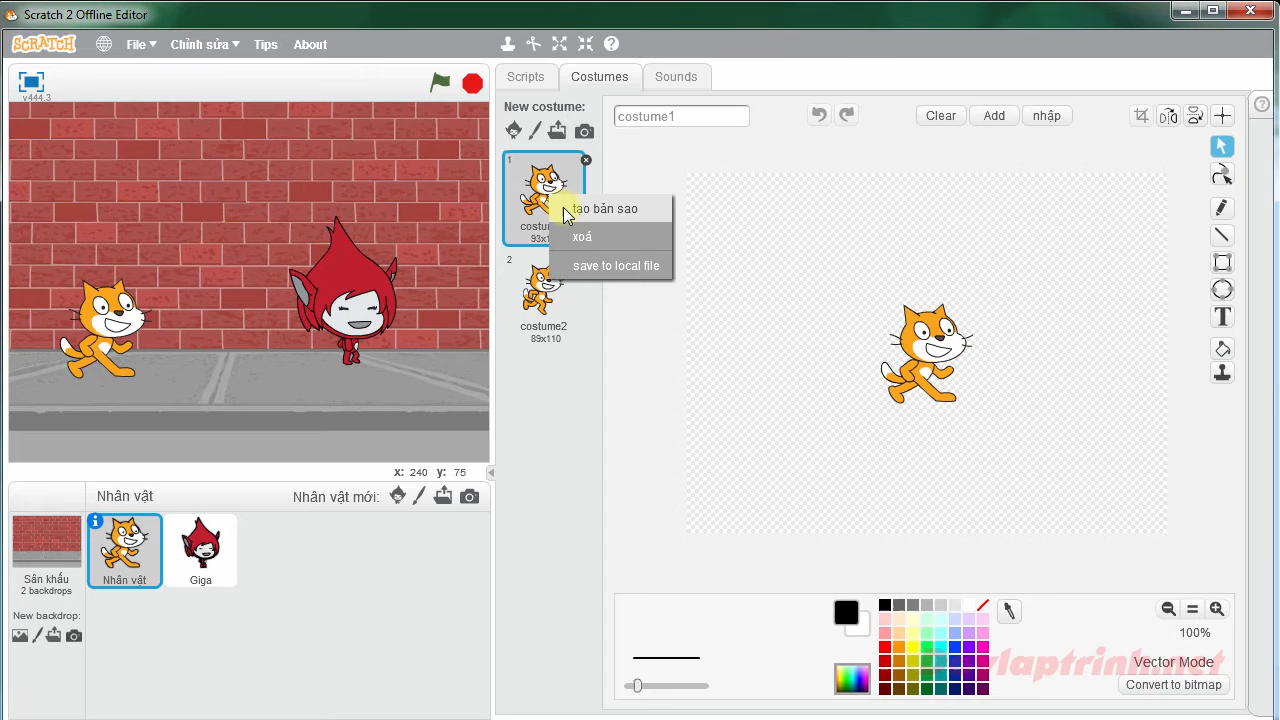 Scratch 2 Offline Editor
SCRATCH
File
Chỉnh sửa
Tips
About
v444.3
X: 240 y: 75
Scripts
Costumes
Sounds
New costume:
1
93x1
tạo bản sao
xoá
save to local file
2
costume2
89x110
costume1
Clear
Add
nhập
Nhân vật
Nhân vật mới:
Sân khấu
2 backdrops
New backdrop:
Nhân vật
Giga
100%
Vector Mode
Convert to bitmap